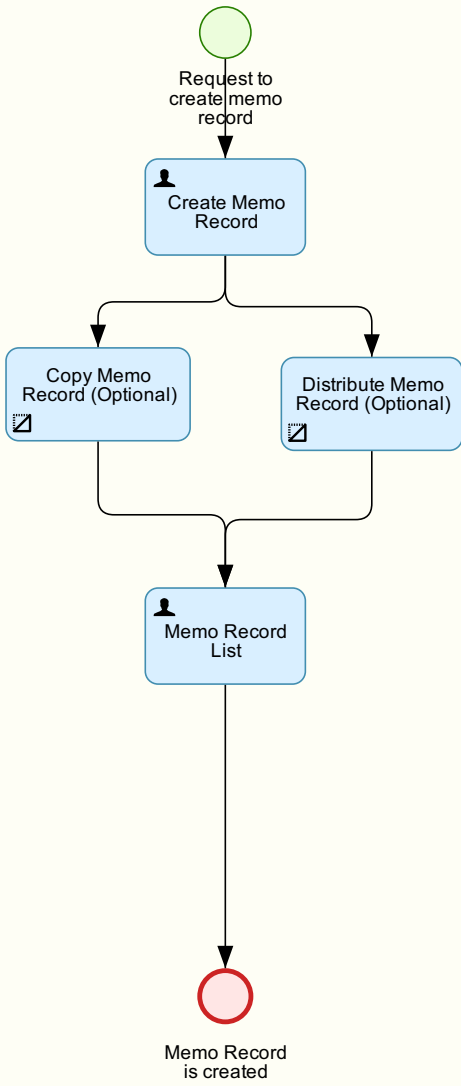 Request to
create memo
record
Create Memo
Record
Copy Memo
Record (Optional)
Distribute Memo
Record (Optional)
Memo Record
List
Memo Record
is created